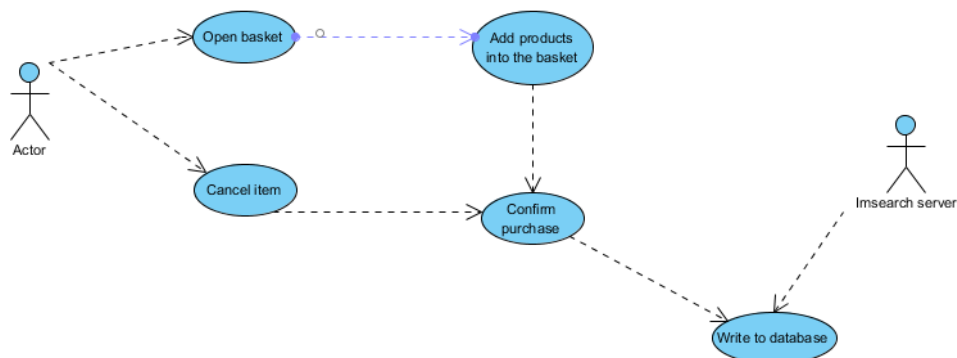 Open basket
Add products
into the basket
Actor
Cancel item
Confirm
purchase
Imsearch server
Write to database